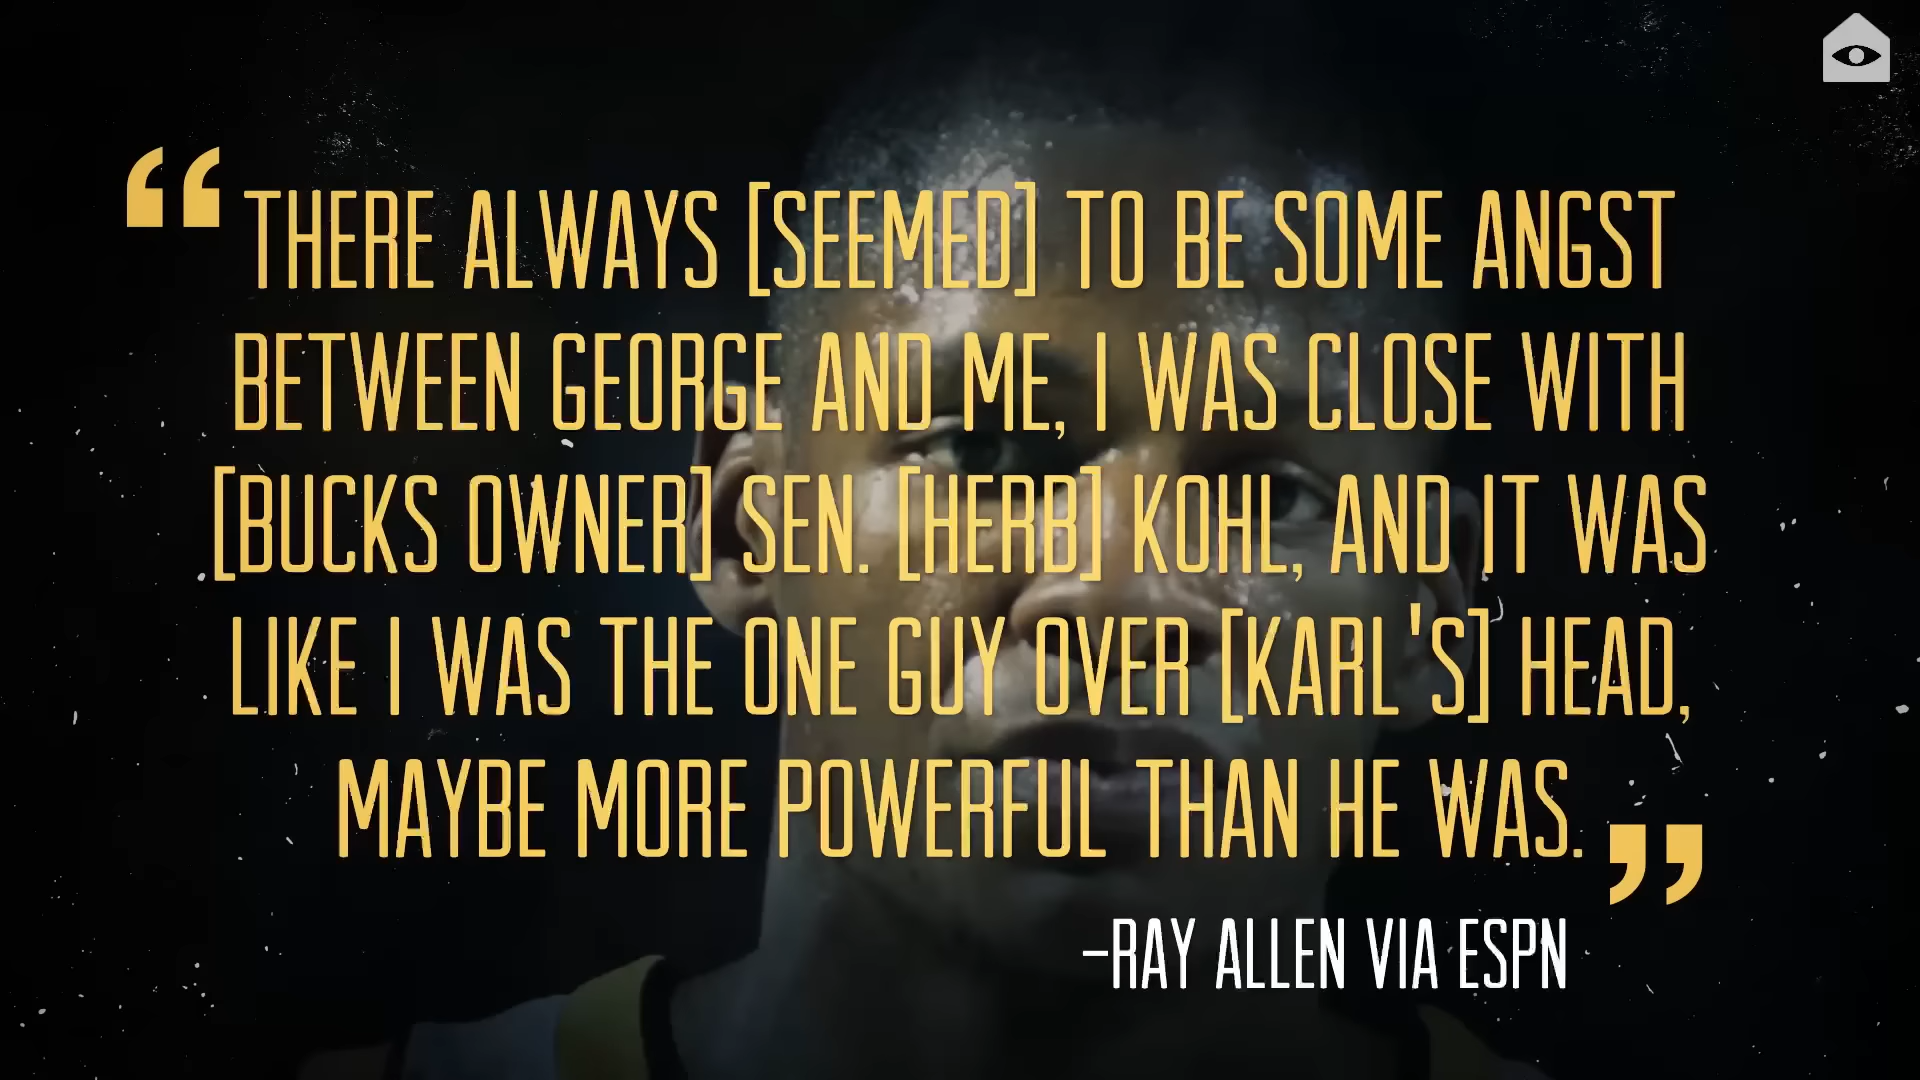 “THERE ALWAYS [SEEMED] TO BE SOME ANGST
BETWEEN GEORGE AND ME, I WAS CLOSE WITH
[BUCKS OWNER] SEN. [HERB] KOHL, AND IT WAS
LIKE I WAS THE ONE GUY OVER [KARL'S] HEAD,
MAYBE MORE POWERFUL THAN HE WAS.”
–RAY ALLEN VIA ESPN